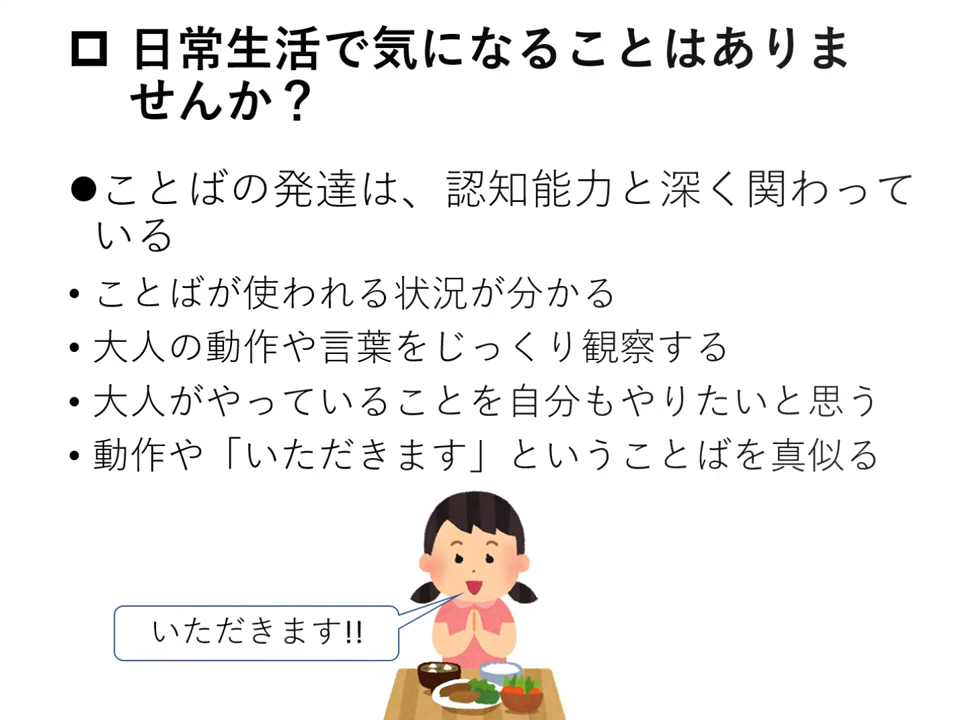 ◻ 日常生活で気になることはありま
せんか？
●ことばの発達は、認知能力と深く関わって
いる
• ことばが使われる状況が分かる
• 大人の動作や言葉をじっくり観察する
• 大人がやっていることを自分もやりたいと思う
• 動作や「いただきます」ということばを真似る
いただきます!!